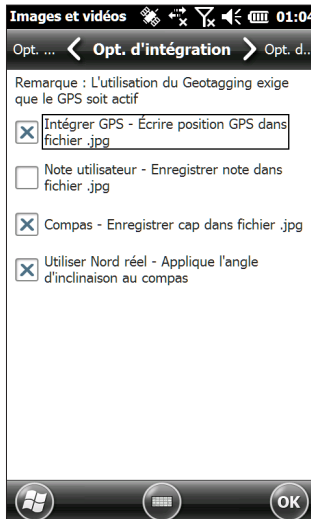 Images et vidéos 01:04
Opt. ... Opt. d'intégration Opt. d..
Remarque : L'utilisation du Geotagging exige
que le GPS soit actif
Intégrer GPS - Écrire position GPS dans
fichier .jpg
Note utilisateur - Enregistrer note dans
fichier .jpg
Compas - Enregistrer cap dans fichier .jpg
Utiliser Nord réel - Applique l'angle
d'inclinaison au compas
OK